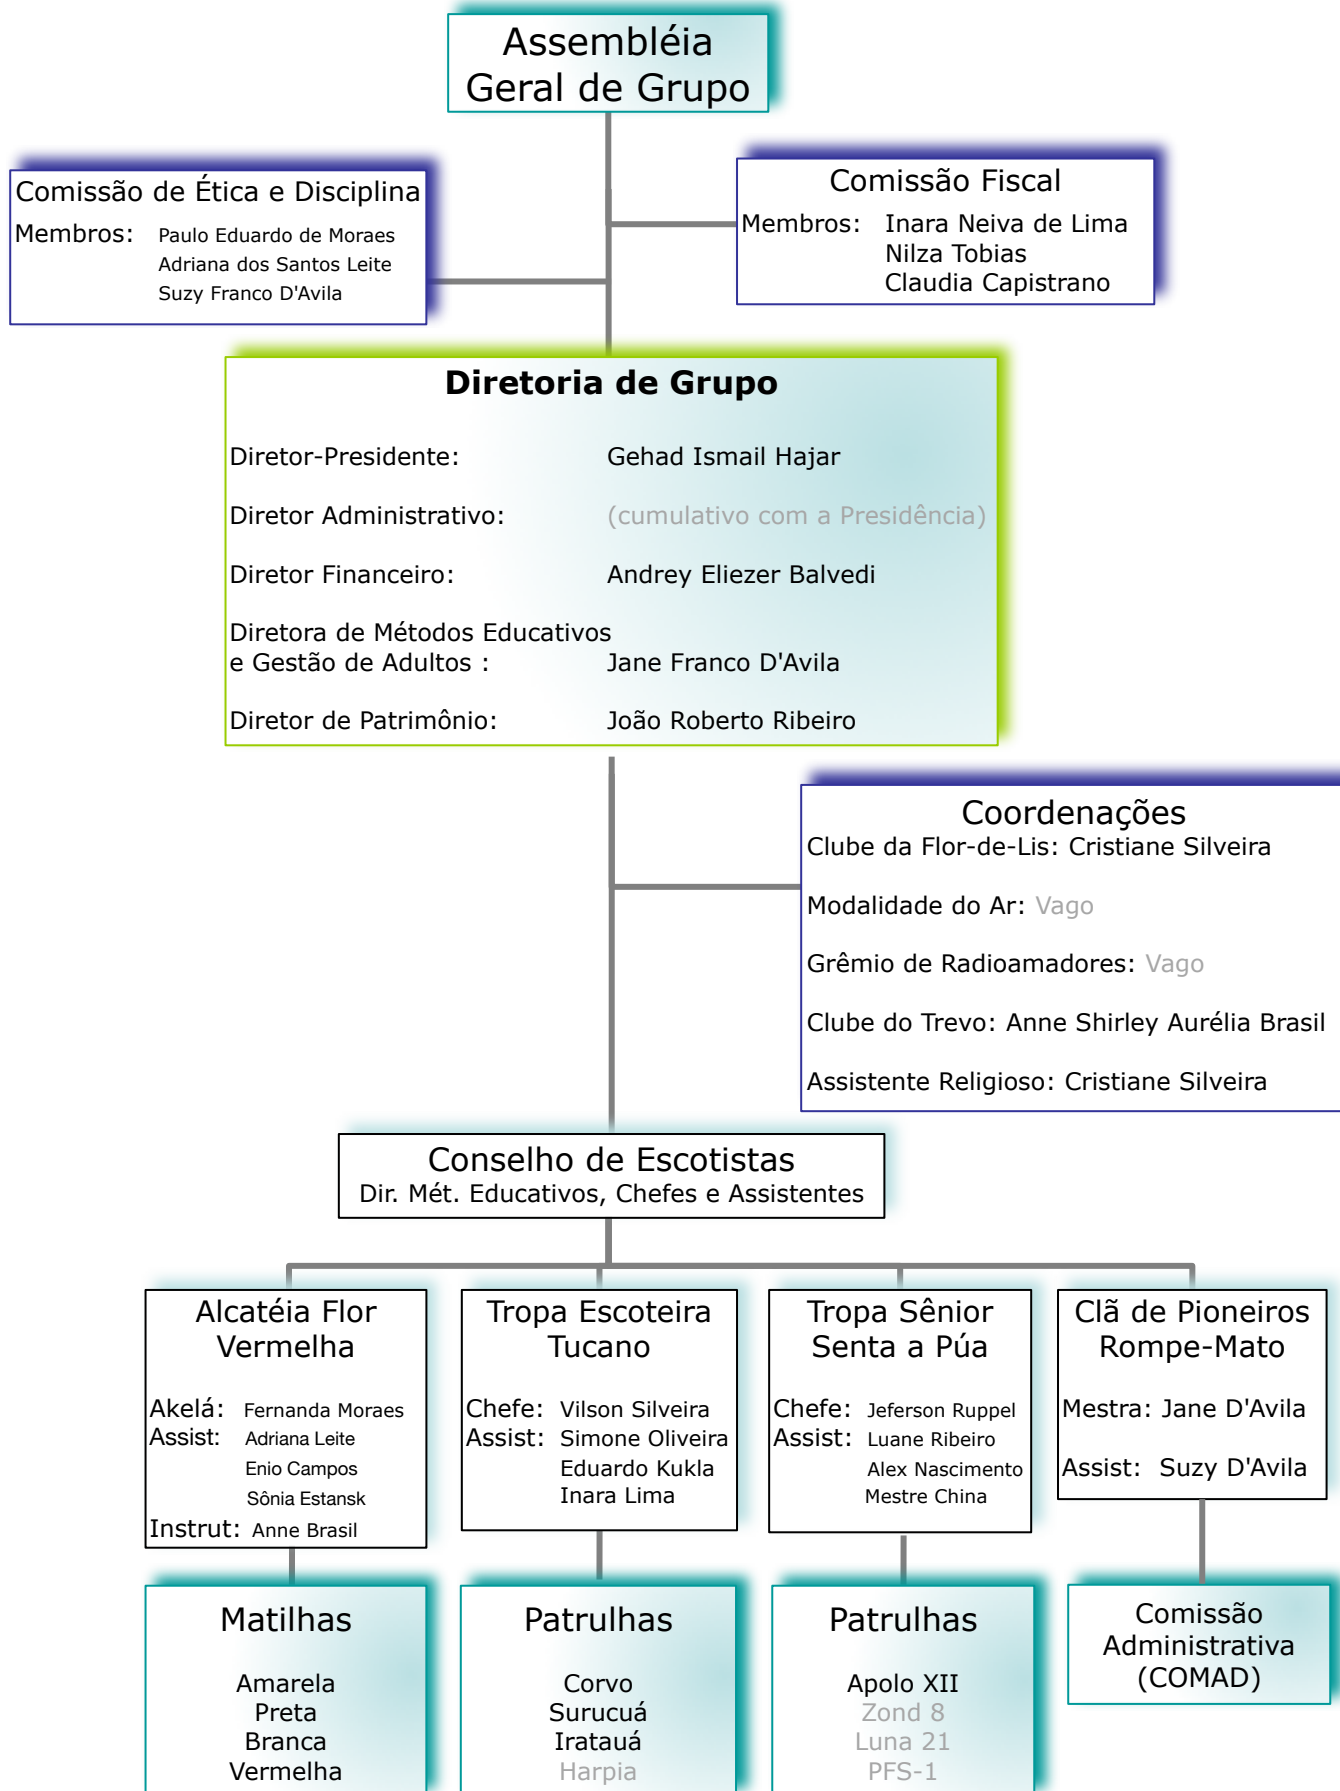 Assembléia
Geral de Grupo
Comissão de Ética e Disciplina
Membros: Paulo Eduardo de Moraes
Adriana dos Santos Leite
Suzy Franco D'Avila
Comissão Fiscal
Membros: Inara Neiva de Lima
Nilza Tobias
Claudia Capistrano
Diretoria de Grupo
Diretor-Presidente: Gehad Ismail Hajar
Diretor Administrativo: (cumulativo com a Presidência)
Diretor Financeiro: Andrey Eliezer Balvedi
Diretora de Métodos Educativos
e Gestão de Adultos : Jane Franco D'Avila
Diretor de Patrimônio: João Roberto Ribeiro
Coordenações
Clube da Flor-de-Lis: Cristiane Silveira
Modalidade do Ar: Vago
Grêmio de Radioamadores: Vago
Clube do Trevo: Anne Shirley Aurélia Brasil
Assistente Religioso: Cristiane Silveira
Conselho de Escotistas
Dir. Mét. Educativos, Chefes e Assistentes
Alcatéia Flor
Vermelha
Akelá: Fernanda Moraes
Assist: Adriana Leite
Enio Campos
Sônia Estansk
Instrut: Anne Brasil
Tropa Escoteira
Tucano
Chefe: Vilson Silveira
Assist: Simone Oliveira
Eduardo Kukla
Inara Lima
Tropa Sênior
Senta a Púa
Chefe: Jeferson Ruppel
Assist: Luane Ribeiro
Alex Nascimento
Mestre China
Clã de Pioneiros
Rompe-Mato
Mestra: Jane D'Avila
Assist: Suzy D'Avila
Matilhas
Amarela
Preta
Branca
Vermelha
Patrulhas
Corvo
Surucuá
Iratauá
Harpia
Patrulhas
Apolo XII
Zond 8
Luna 21
PFS-1
Comissão
Administrativa
(COMAD)